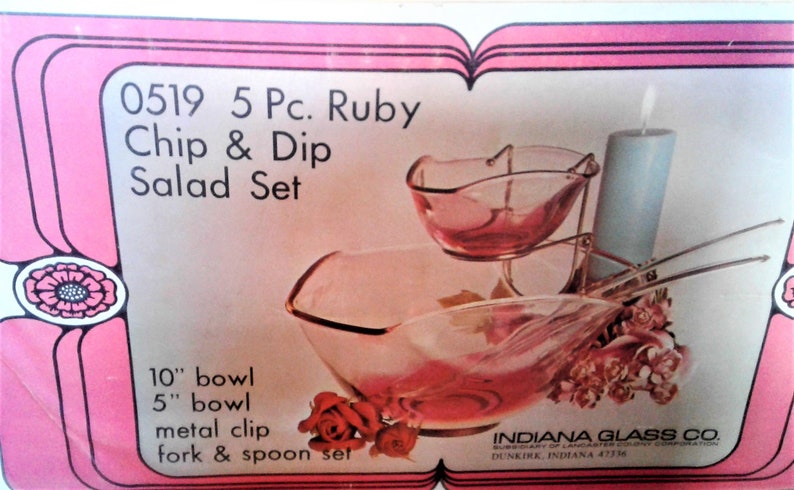 0519 5 Pc. Ruby
Chip & Dip
Salad Set
10" bowl
5" bowl
metal clip
fork & spoon set
INDIANA GLASS CO.
SUBSIDIARY OF LANCASTER COLONY CORPORATION
DUNKIRK, INDIANA 47336